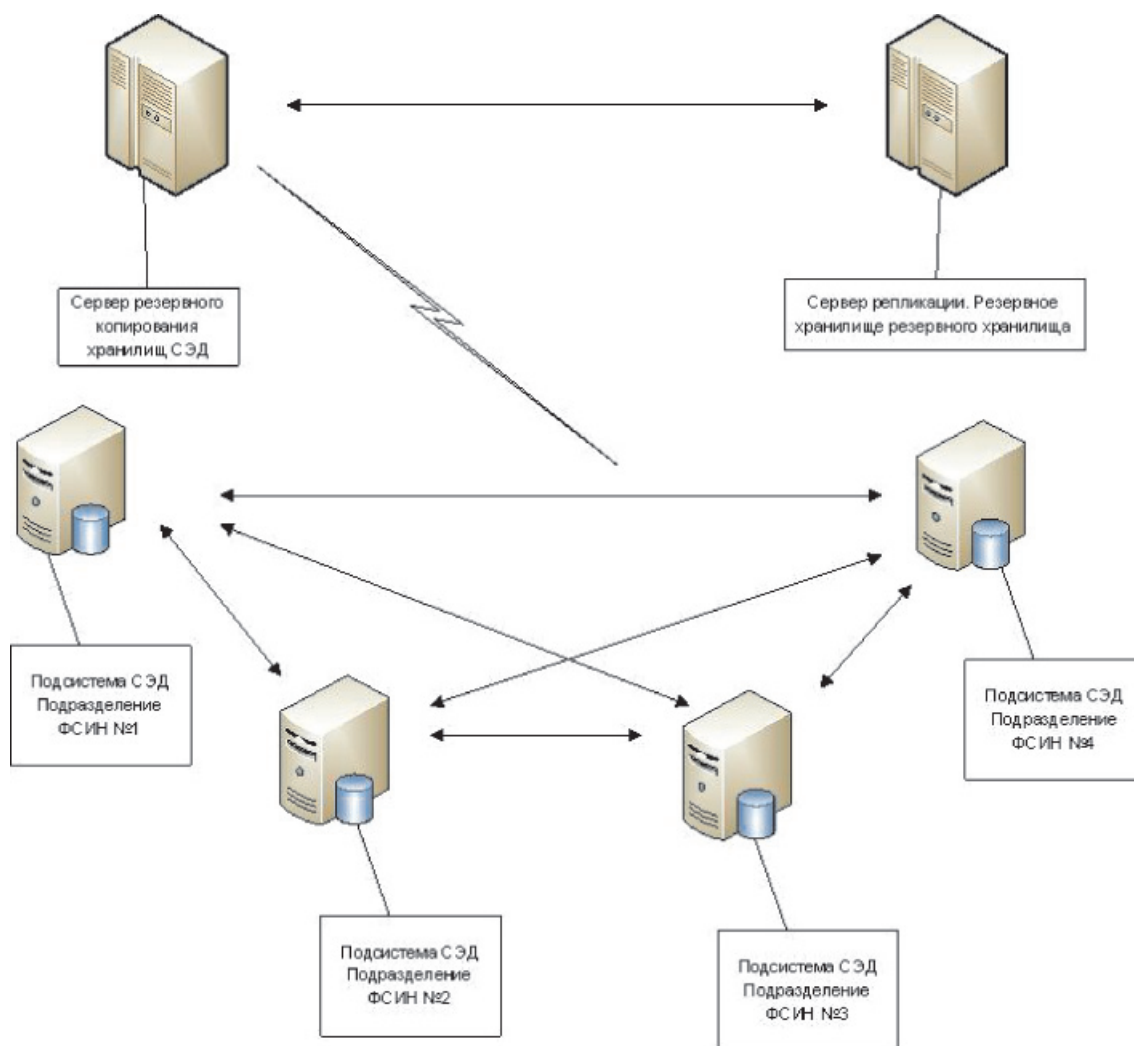 Сервер резервного
копирования
хранилищ СЭД
Сервер репликации. Резервное
хранилище резервного хранилища
Подсистема СЭД
Подразделение
ФСИН №1
Подсистема СЭД
Подразделение
ФСИН №4
Подсистема СЭД
Подразделение
ФСИН №2
Подсистема СЭД
Подразделение
ФСИН №3